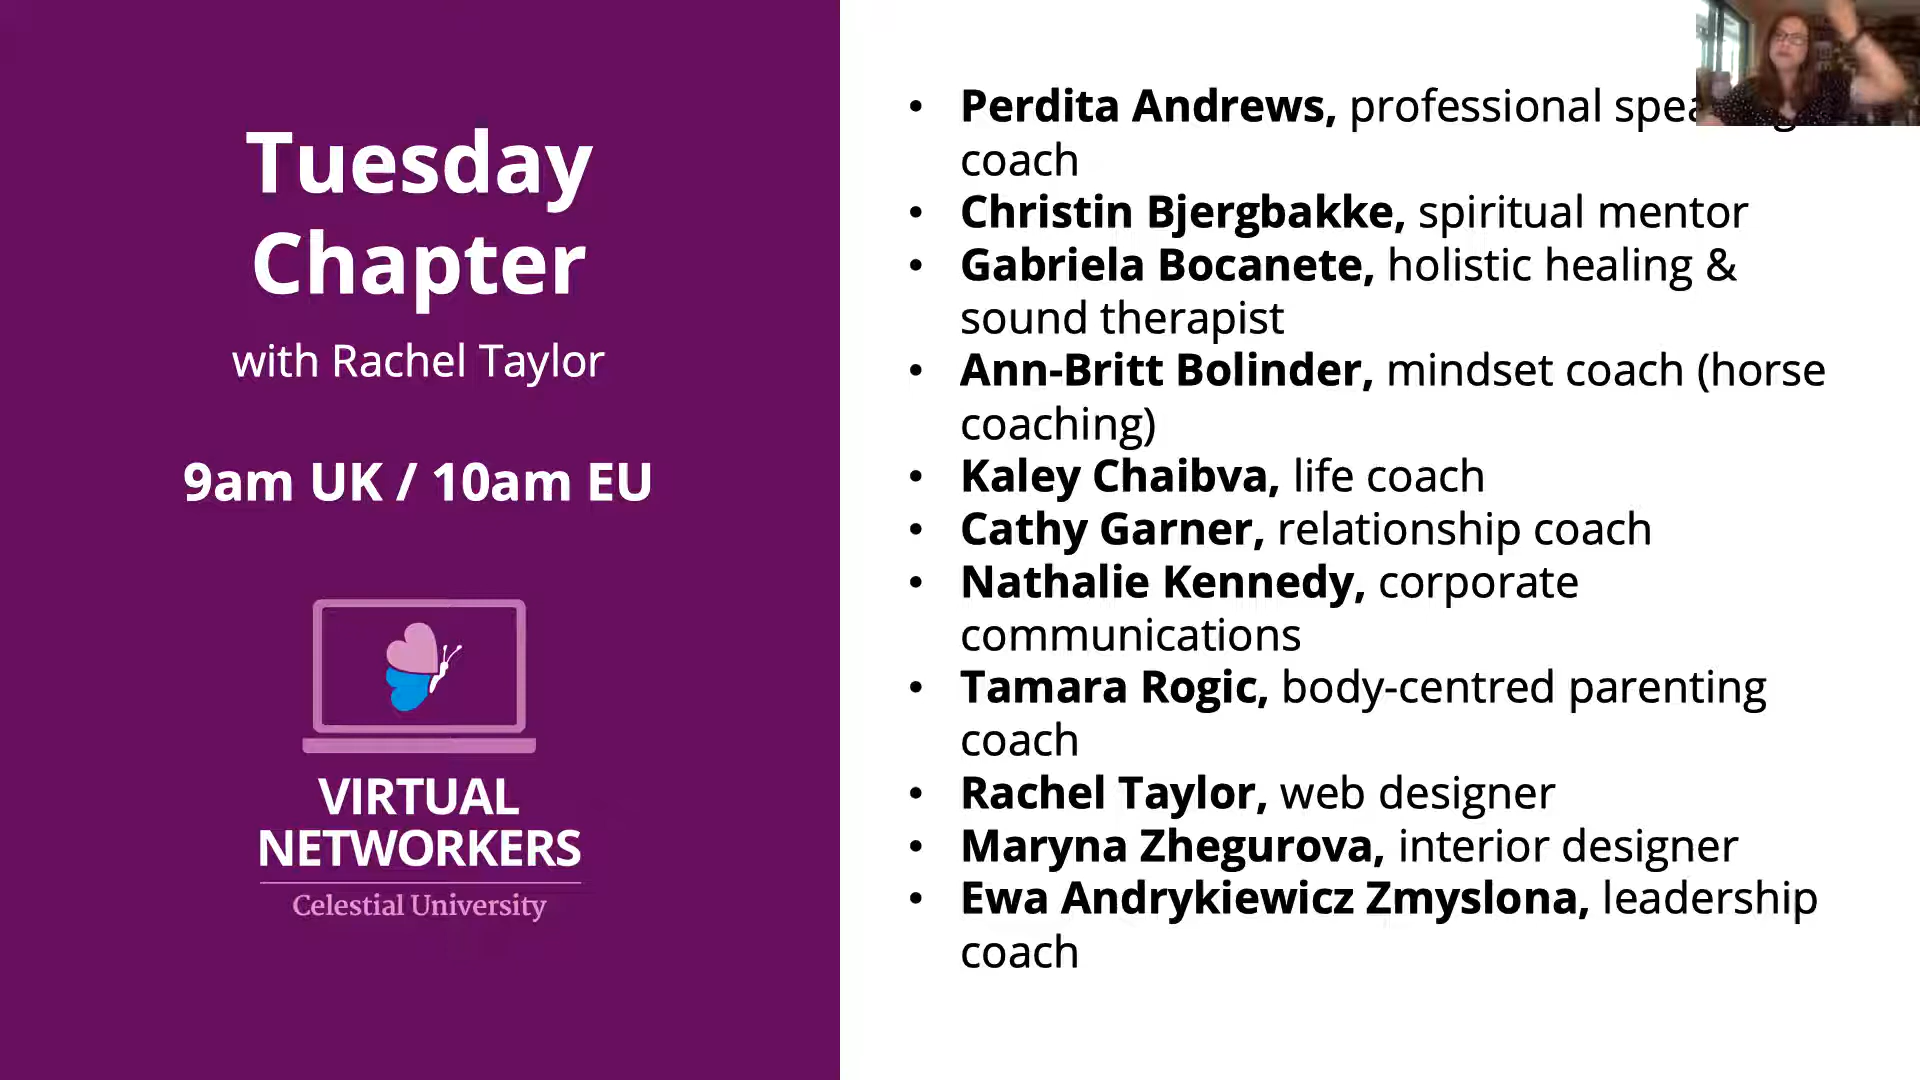 Tuesday
Chapter
with Rachel Taylor
9am UK / 10am EU
VIRTUAL
NETWORKERS
Celestial University
• Perdita Andrews, professional
coach
• Christin Bjergbakke, spiritual mentor
• Gabriela Bocanete, holistic healing &
sound therapist
• Ann-Britt Bolinder, mindset coach (horse
coaching)
• Kaley Chaibva, life coach
• Cathy Garner, relationship coach
• Nathalie Kennedy, corporate
communications
• Tamara Rogic, body-centred parenting
coach
• Rachel Taylor, web designer
• Maryna Zhegurova, interior designer
• Ewa Andrykiewicz Zmyslona, leadership
coach